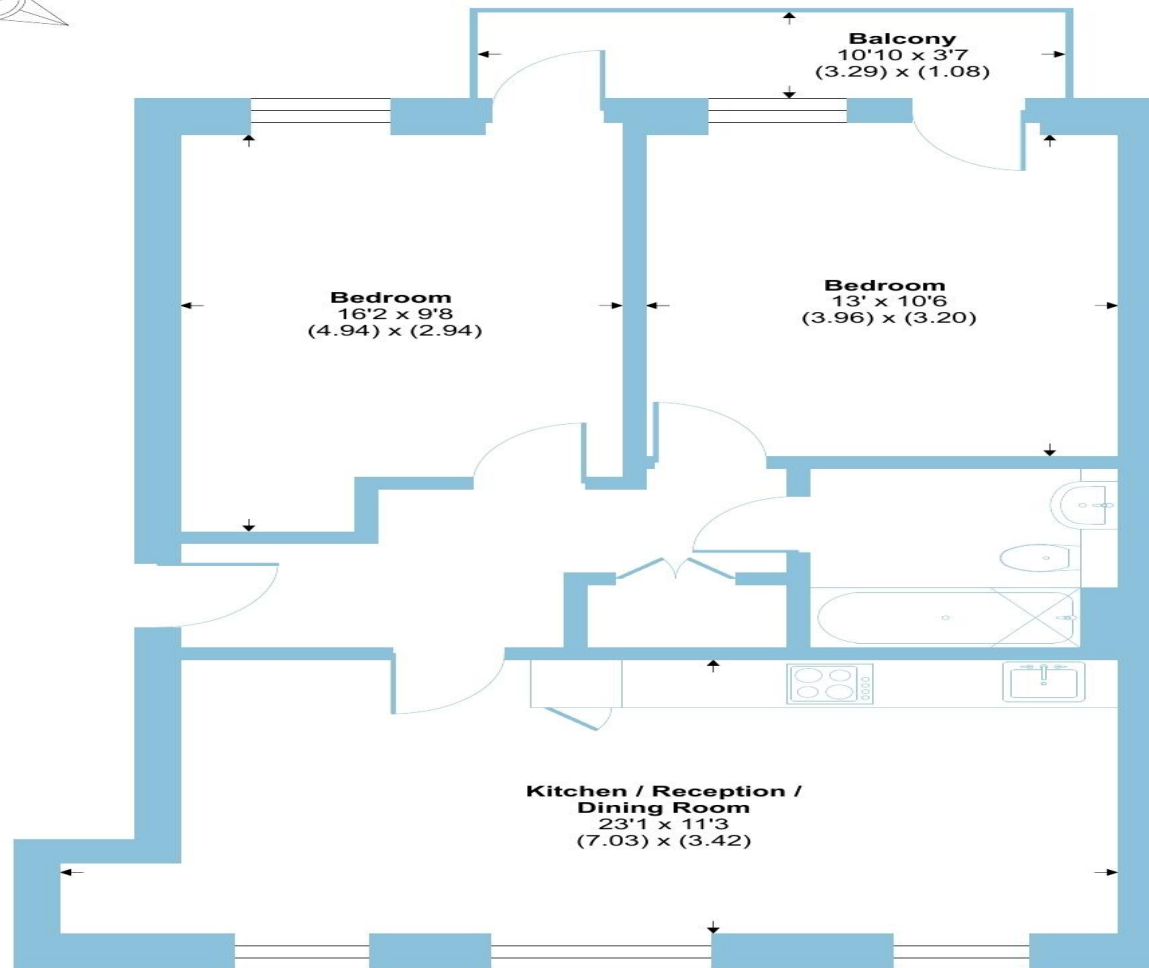 Balcony
10'10 x 3'7
(3.29) x (1.08)
Bedroom
16'2 x 9'8
(4.94) x (2.94)
Bedroom
13' x 10'6
(3.96) x (3.20)
Kitchen / Reception /
Dining Room
23'1 x 11'3
(7.03) x (3.42)